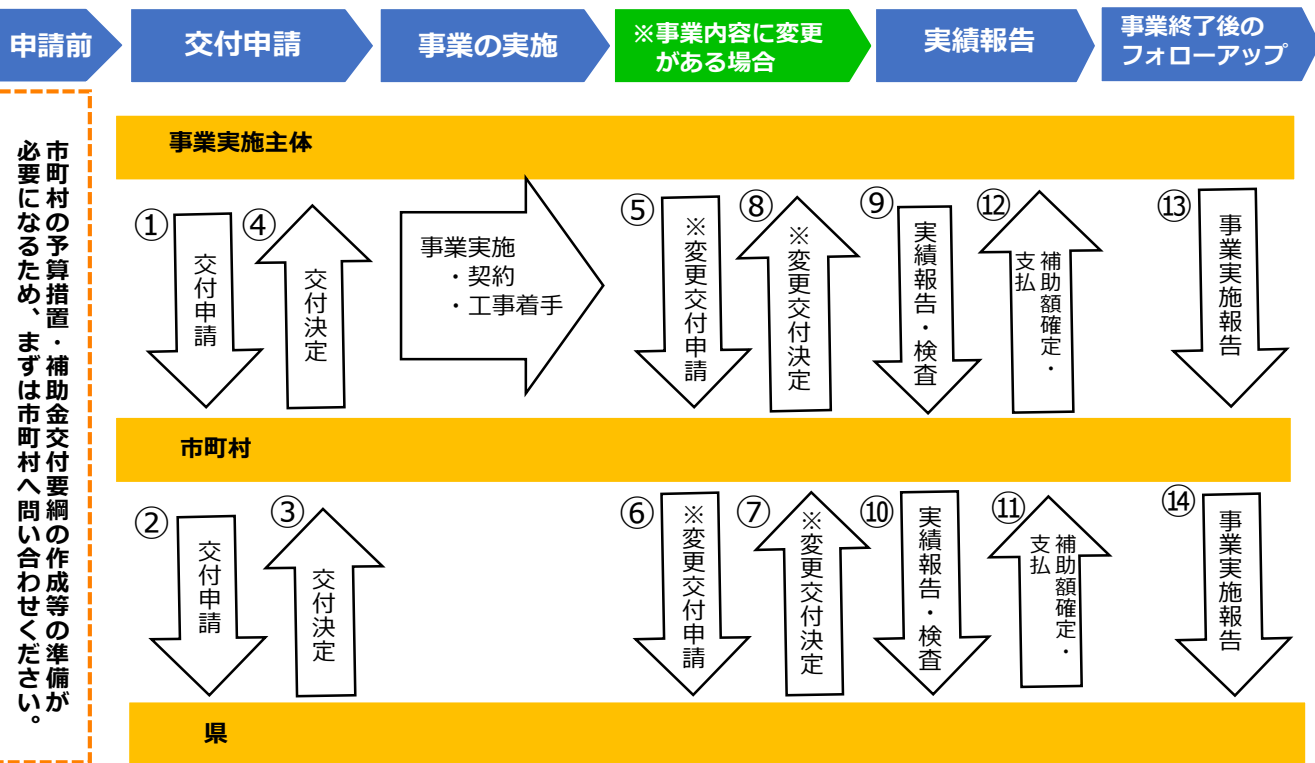 申請前
交付申請
事業の実施
※事業内容に変更
がある場合
実績報告
事業終了後の
フォローアップ
市町村の予算措置・補助金交付要綱の作成等の準備が
必要になるため、まずは市町村へ問い合わせください。
事業実施主体
①
交付申請
④
交付決定
事業実施
・契約
・工事着手
⑤
※変更交付申請
⑧
※変更交付決定
⑨
実績報告・検査
⑫
補助額確定・
支払
⑬
事業実施報告
市町村
②
交付申請
③
交付決定
⑥
※変更交付申請
⑦
※変更交付決定
⑩
実績報告・検査
⑪
補助額確定・
支払
⑭
事業実施報告
県